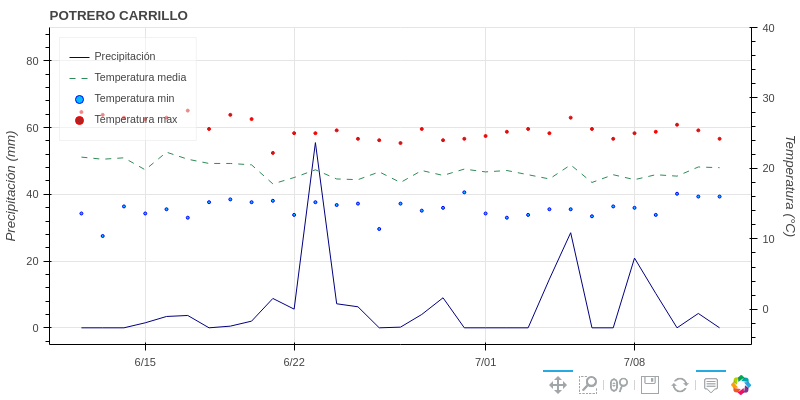 POTRERO CARRILLO
Precipitación
Temperatura media
Temperatura min
Temperatura max
Precipitación (mm)
80
60
40
20
0
40
30
20
10
0
Temperatura (°C)
6/15
6/22
7/01
7/08